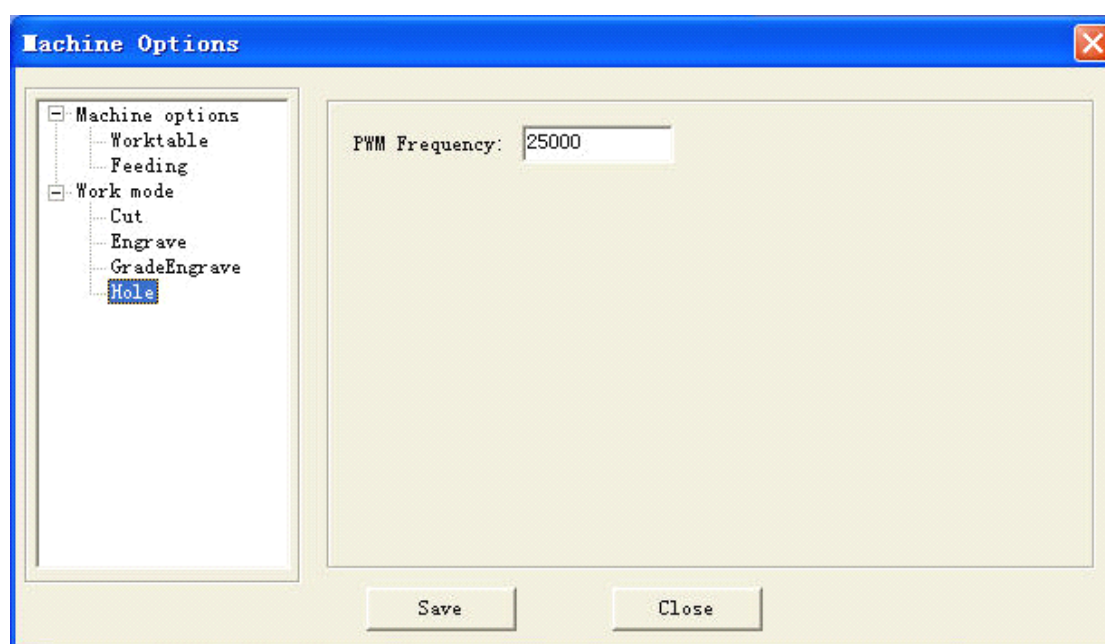 Machine Options
Machine options
Worktable
Feeding
Work mode
Cut
Engrave
GradeEngrave
Hole
PWM Frequency: 25000
Save Close